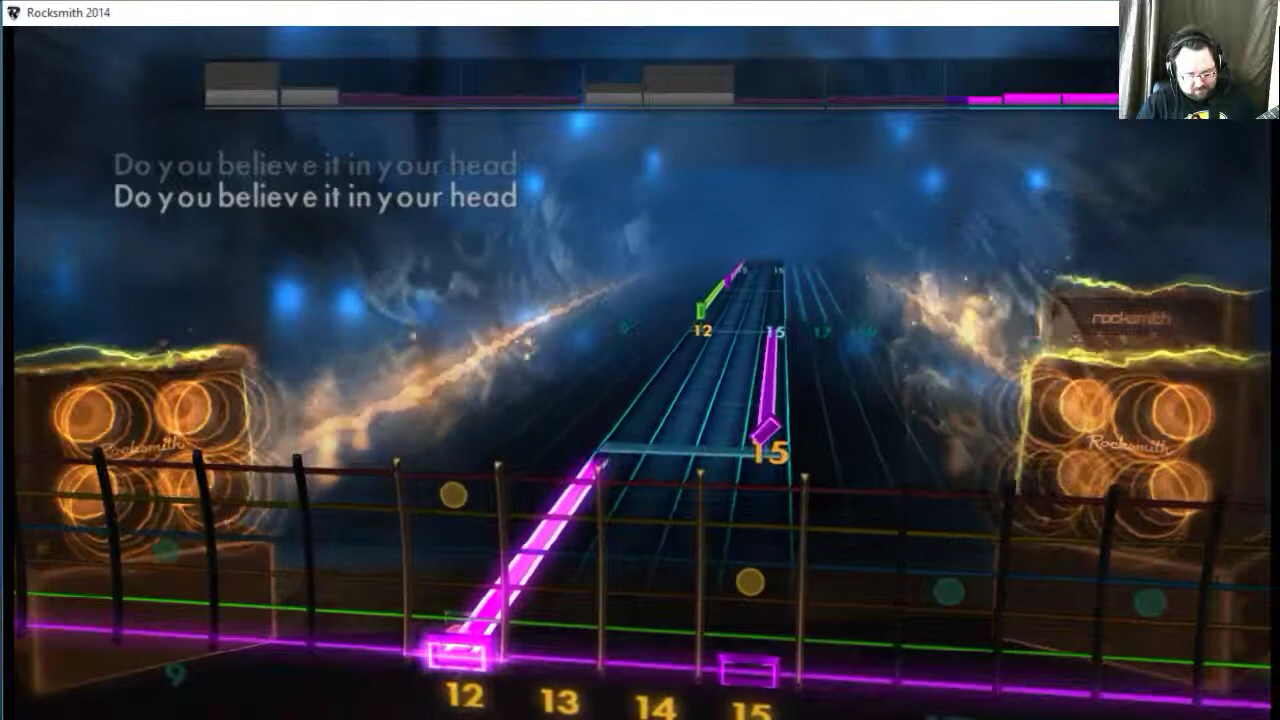 Rocksmith 2014
Do you believe it in your head
Do you believe it in your head
rocksmith
12 15 17
Rocksmith
15
Rocksmith
9
12 13 14 15